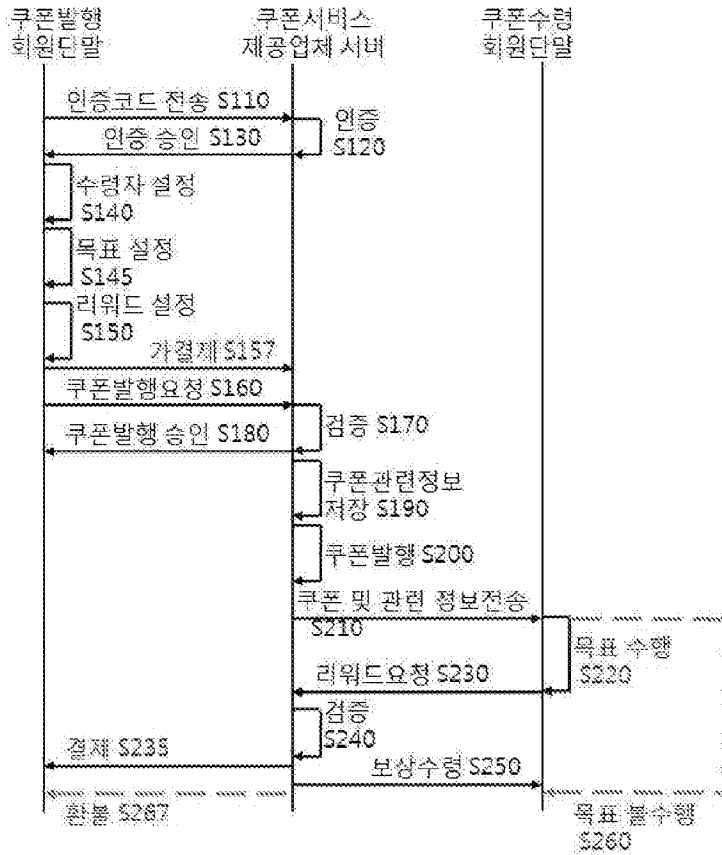 쿠폰발행
회원단말
쿠폰서비스
제공업체 서버
쿠폰수령
회원단말
인증코드 전송 S110
인증
S120
인증 승인 S130
수령자 설정
S140
목표 설정
S145
리워드 설정
S150
가결제 S157
쿠폰발행요청 S160
검증 S170
쿠폰발행 승인 S180
쿠폰관련정보
저장 S190
쿠폰발행 S200
쿠폰 및 관련 정보전송
S210
목표 수행
S220
리워드요청 S230
검증
S240
결제 S235
보상수령 S250
환불 S267
목표 불수행
S260